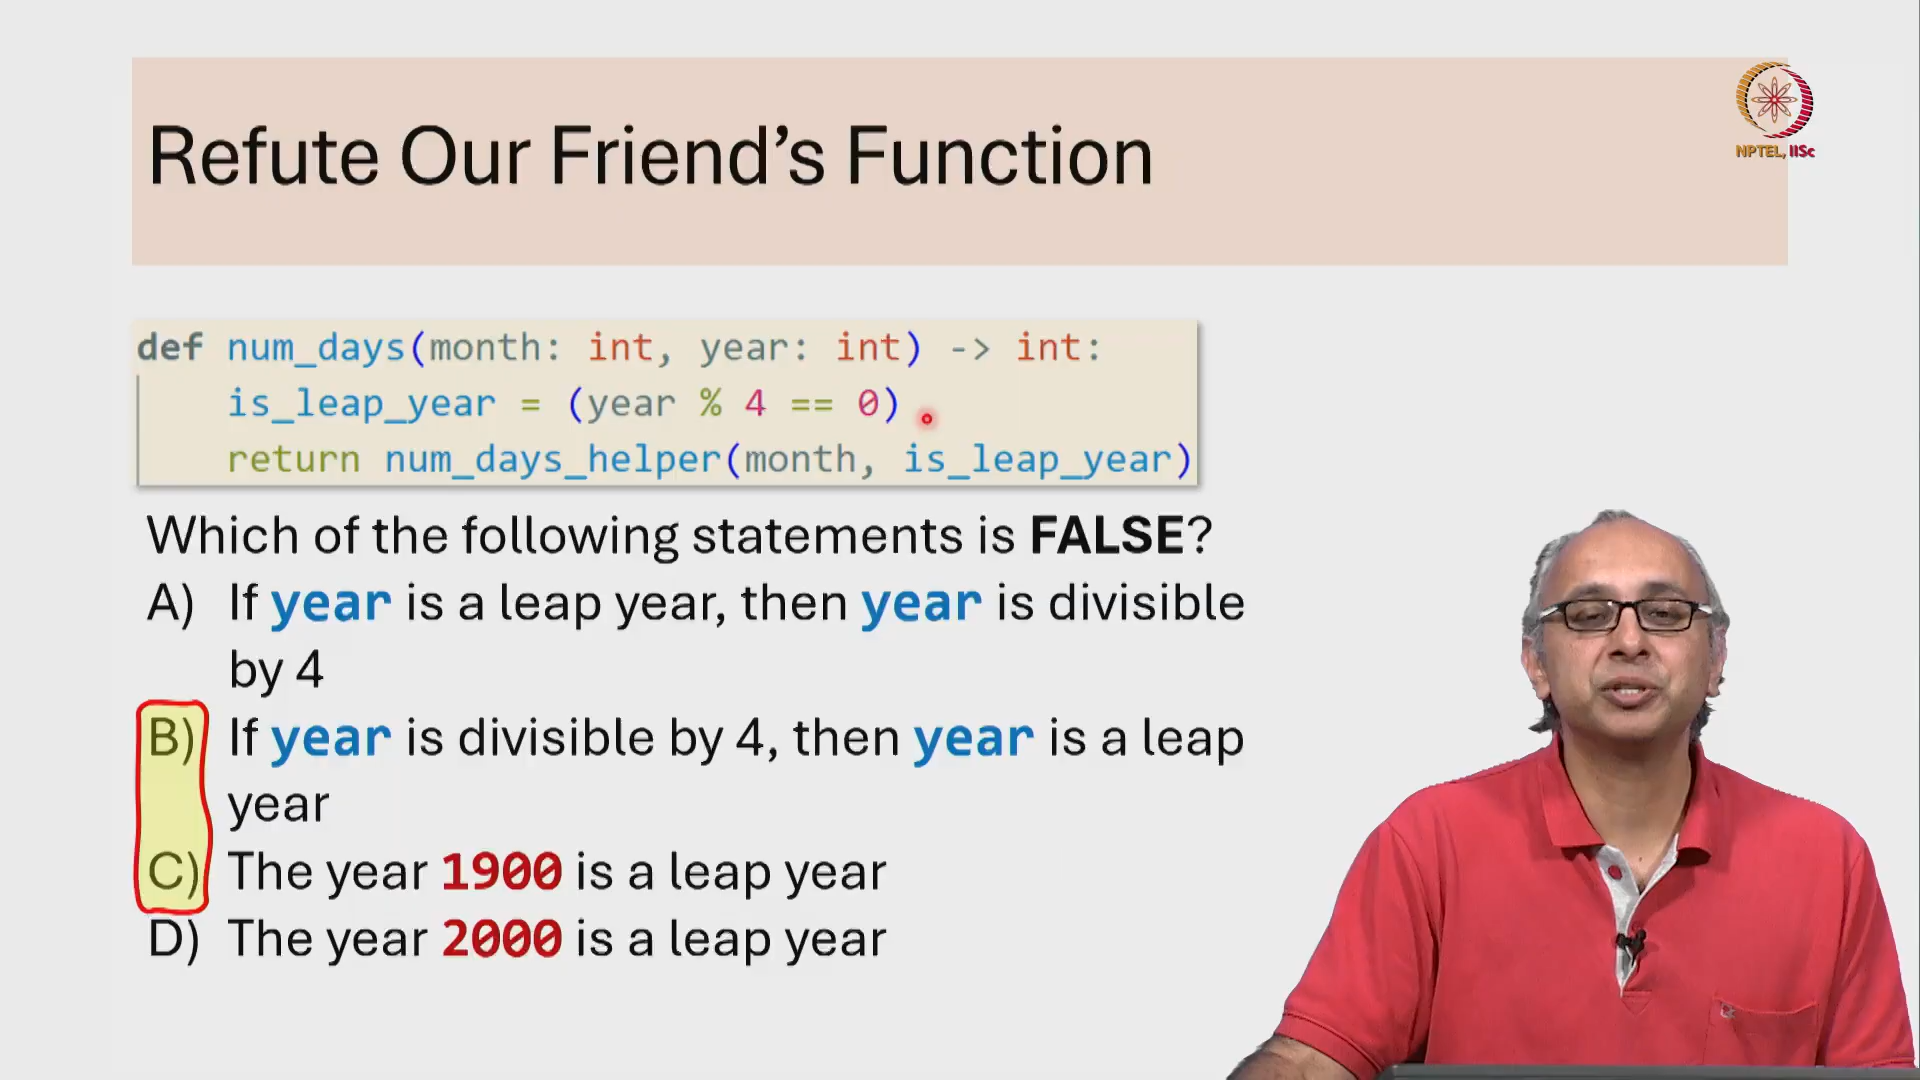 Refute Our Friend’s Function
NPTEL, IISc
def num_days(month: int, year: int) -> int:
is_leap_year = (year % 4 == 0)
return num_days_helper(month, is_leap_year)
Which of the following statements is FALSE?
A) If year is a leap year, then year is divisible
by 4
B) If year is divisible by 4, then year is a leap
year
C) The year 1900 is a leap year
D) The year 2000 is a leap year